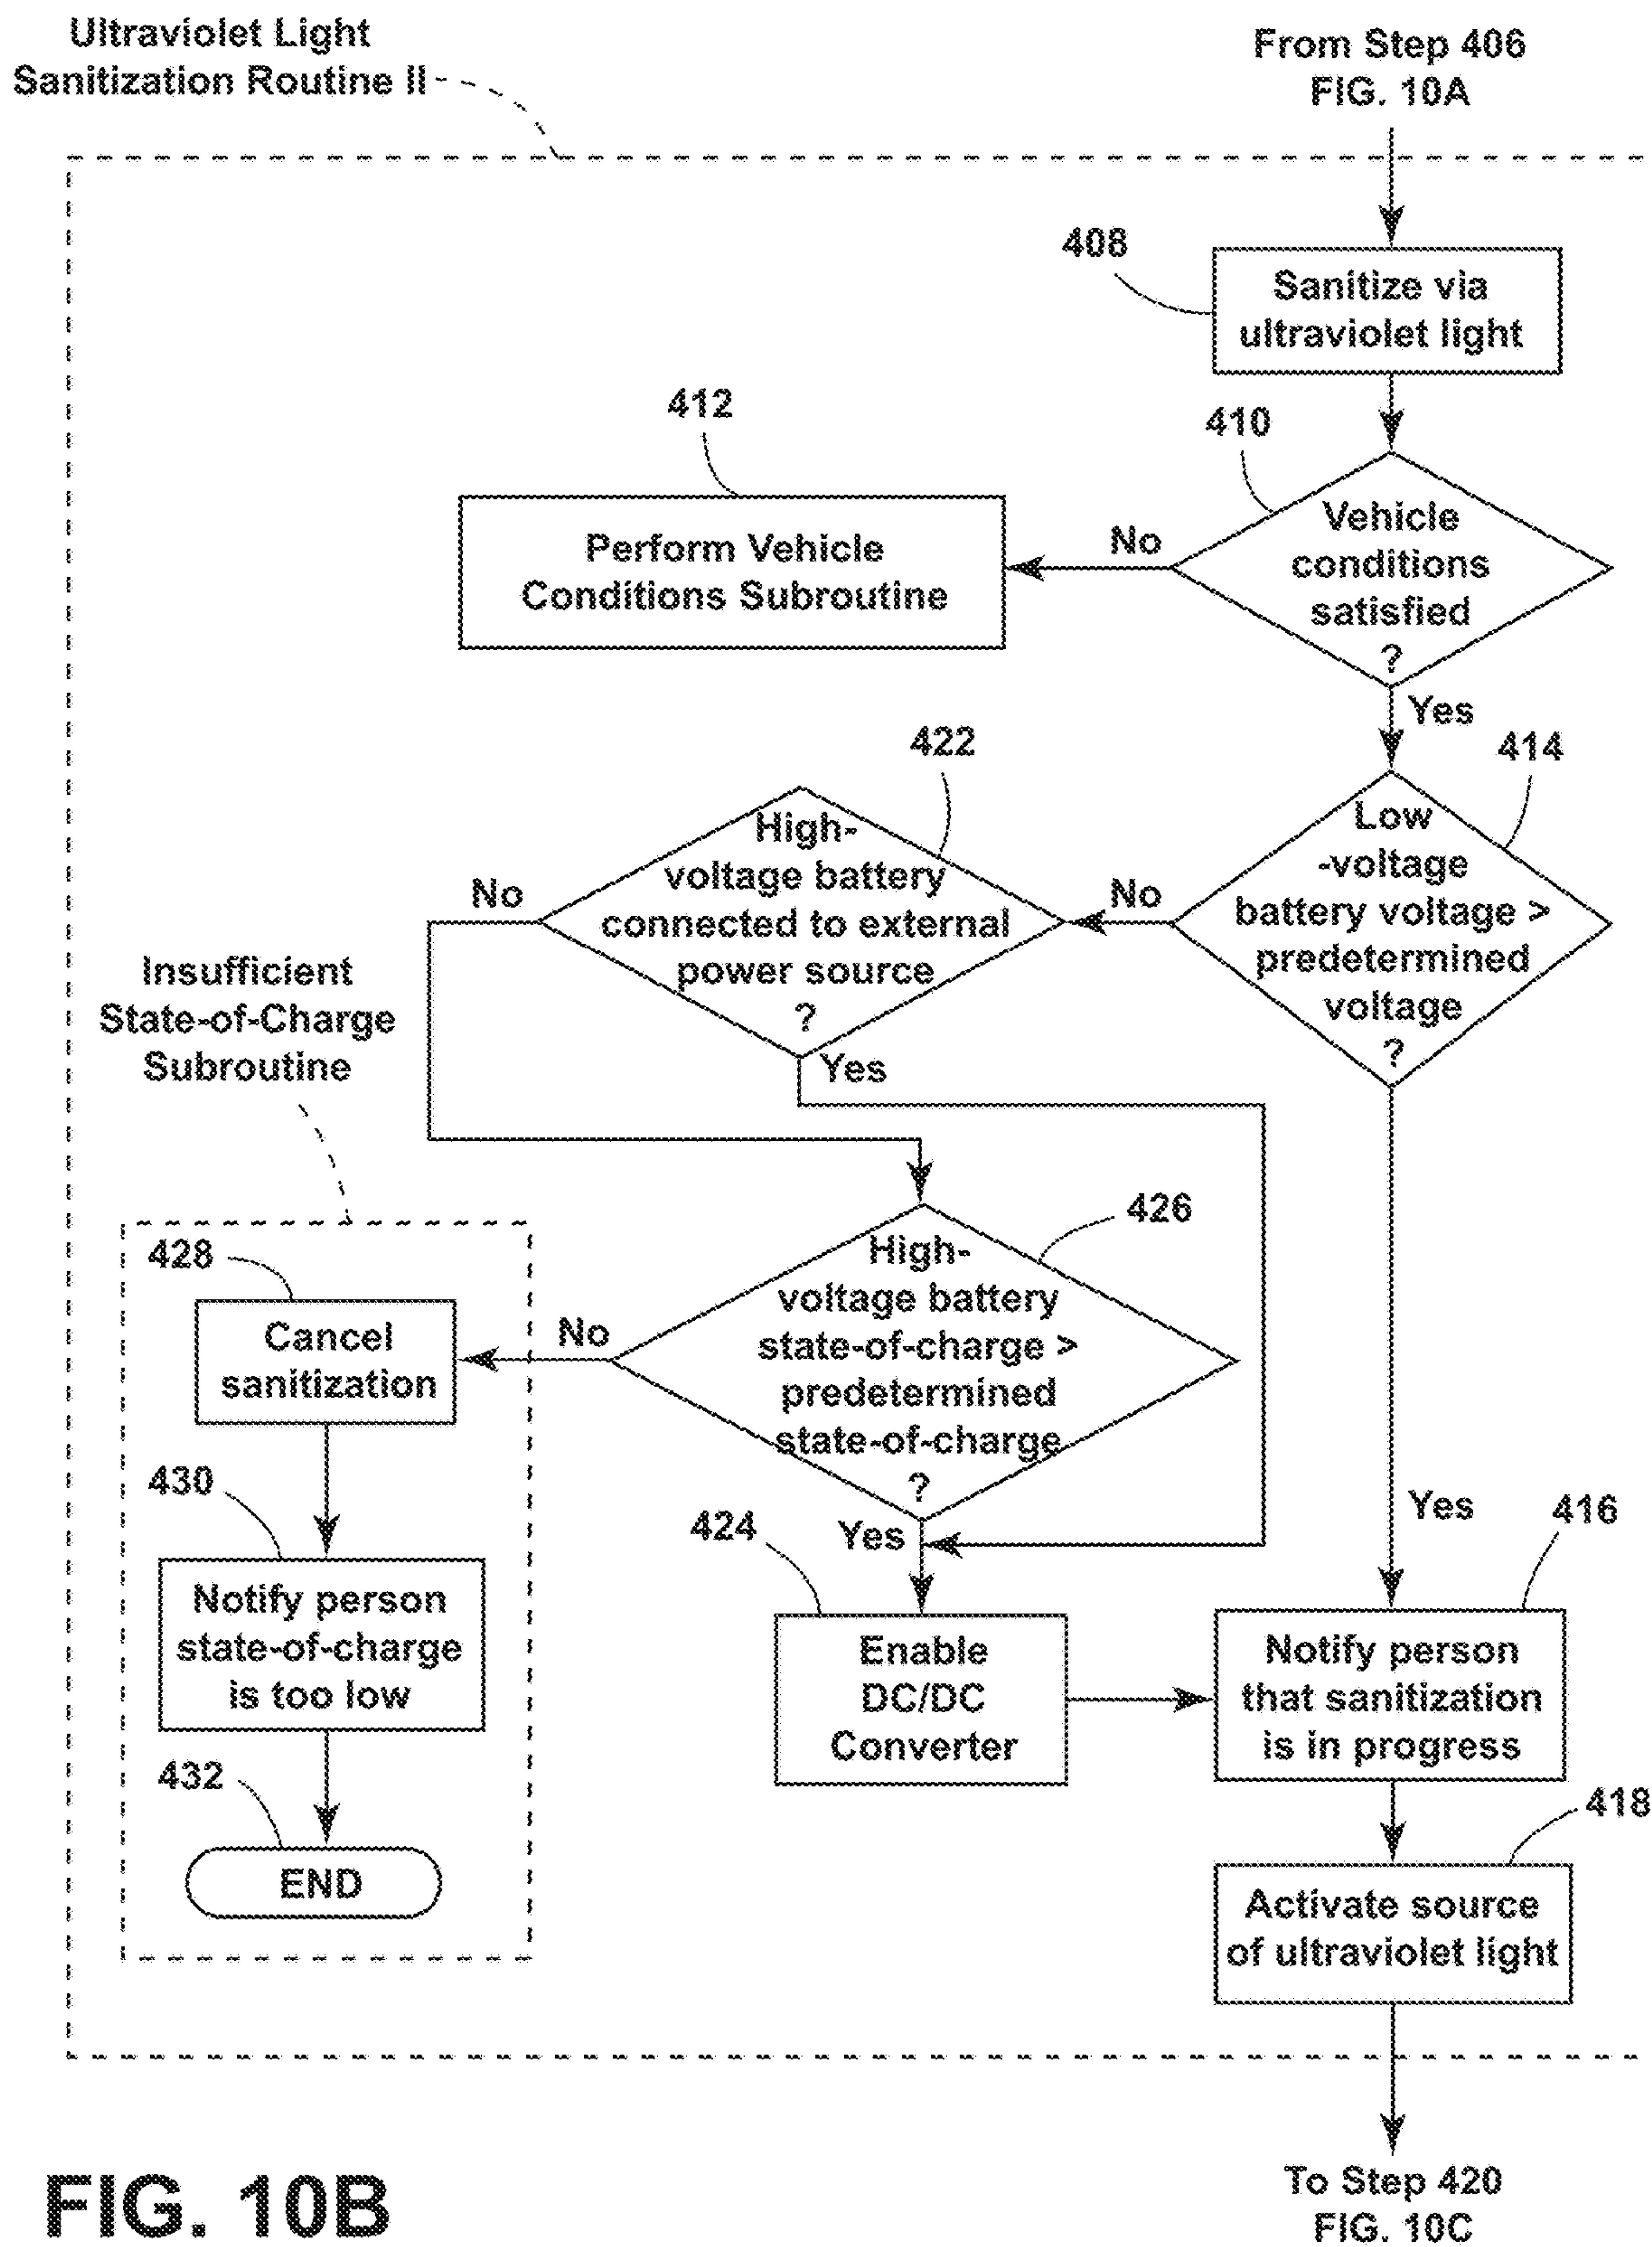 Ultraviolet Light
Sanitization Routine II
From Step 406
FIG. 10A
408
Sanitize via
ultraviolet light
412
410
Perform Vehicle
Conditions Subroutine
No
Vehicle
conditions
satisfied
?
Yes
422
414
High-
voltage battery
connected to external
power source
?
No
No
Yes
Low
-voltage
battery voltage >
predetermined
voltage
?
Yes
Insufficient
State-of-Charge
Subroutine
426
High-
voltage battery
state-of-charge >
predetermined
state-of-charge
?
No
Yes
428
Cancel
sanitization
430
Notify person
state-of-charge
is too low
432
END
424
Enable
DC/DC
Converter
416
Notify person
that sanitization
is in progress
418
Activate source
of ultraviolet light
To Step 420
FIG. 10C
FIG. 10B